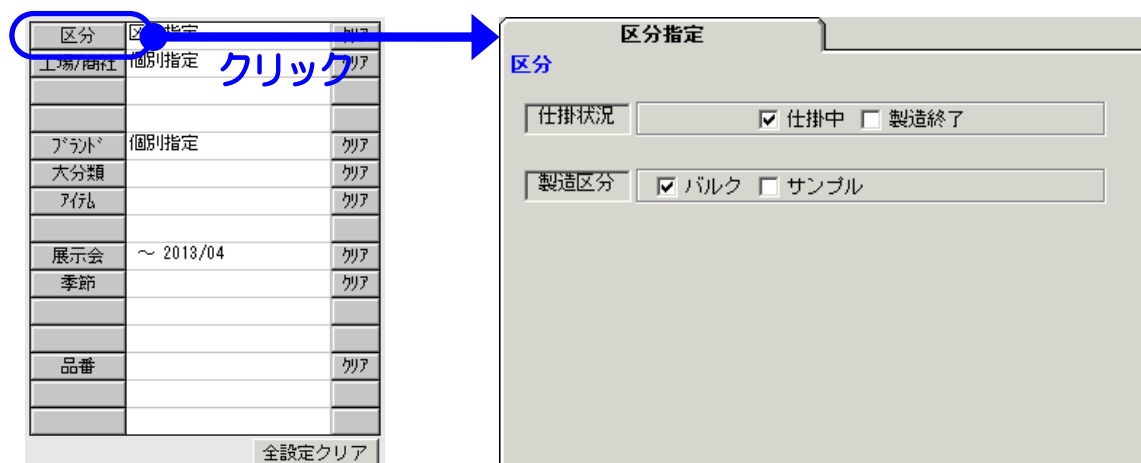 区分 区分指定 ｸﾘｱ
工場/商社 個別指定 ｸﾘｱ
クリック
ﾌﾞﾗﾝﾄﾞ 個別指定 ｸﾘｱ
大分類 ｸﾘｱ
ｱｲﾃﾑ ｸﾘｱ
展示会 ～ 2013/04 ｸﾘｱ
季節 ｸﾘｱ
品番 ｸﾘｱ
全設定クリア
区分指定
区分
仕掛状況 仕掛中 製造終了
製造区分 バルク サンプル